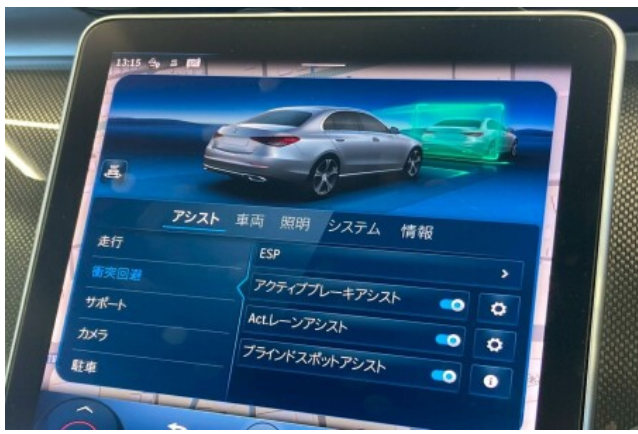 13:15
アシスト 車両 照明 システム 情報
走行
衝突回避
サポート
カメラ
駐車
ESP
アクティブブレーキアシスト
Act.レーンアシスト
ブラインドスポットアシスト